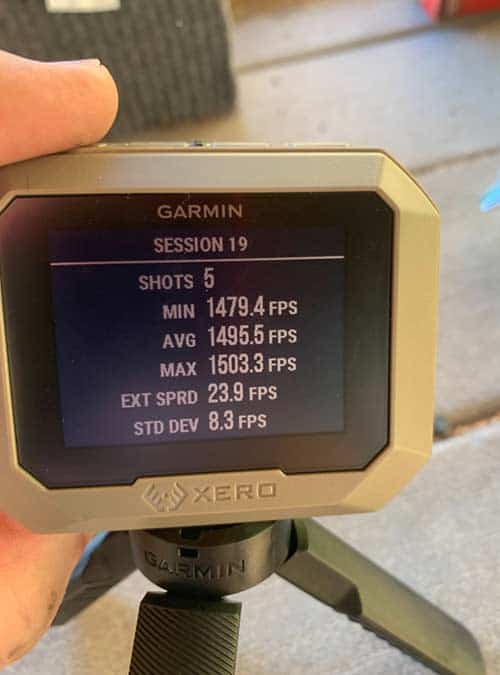 GARMIN
SESSION 19
SHOTS 5
MIN 1479.4 FPS
AVG 1495.5 FPS
MAX 1503.3 FPS
EXT SPRD 23.9 FPS
STD DEV 8.3 FPS
XERO
GARMIN